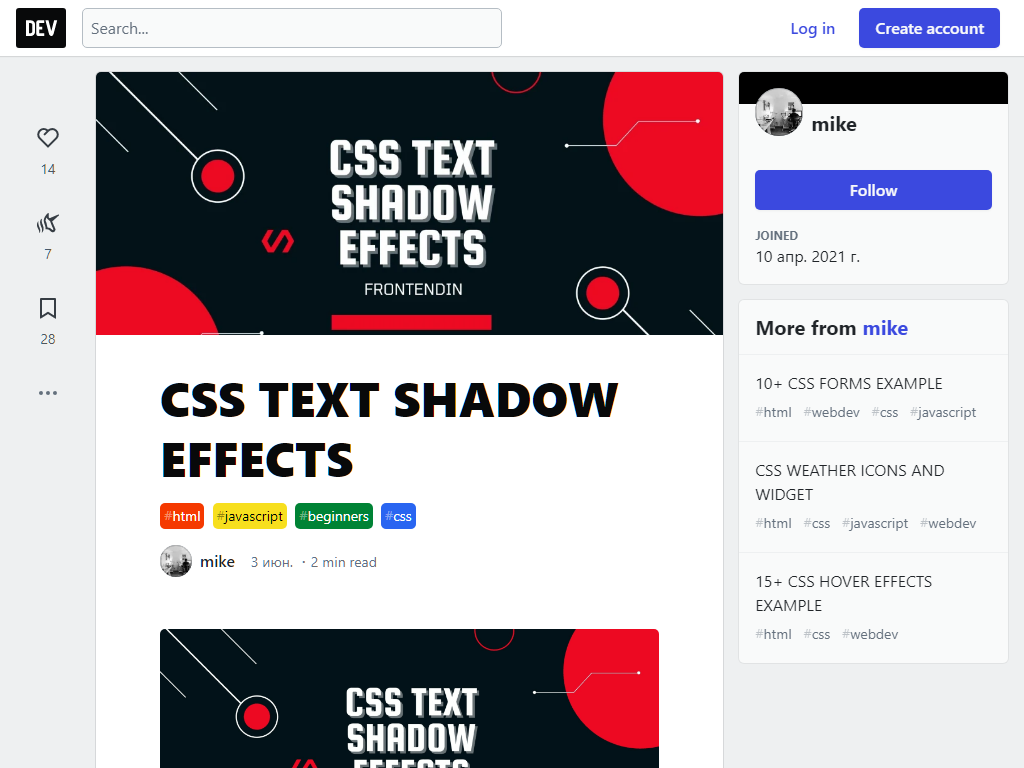 DEV
Search...
Log in
Create account
14
7
28
CSS TEXT
SHADOW
EFFECTS
FRONTENDIN
CSS TEXT SHADOW
EFFECTS
#html #javascript #beginners #css
mike 3 июн. · 2 min read
CSS TEXT
SHADOW
EFFECTS
mike
Follow
JOINED
10 апр. 2021 г.
More from mike
10+ CSS FORMS EXAMPLE
#html #webdev #css #javascript
CSS WEATHER ICONS AND
WIDGET
#html #css #javascript #webdev
15+ CSS HOVER EFFECTS
EXAMPLE
#html #css #webdev